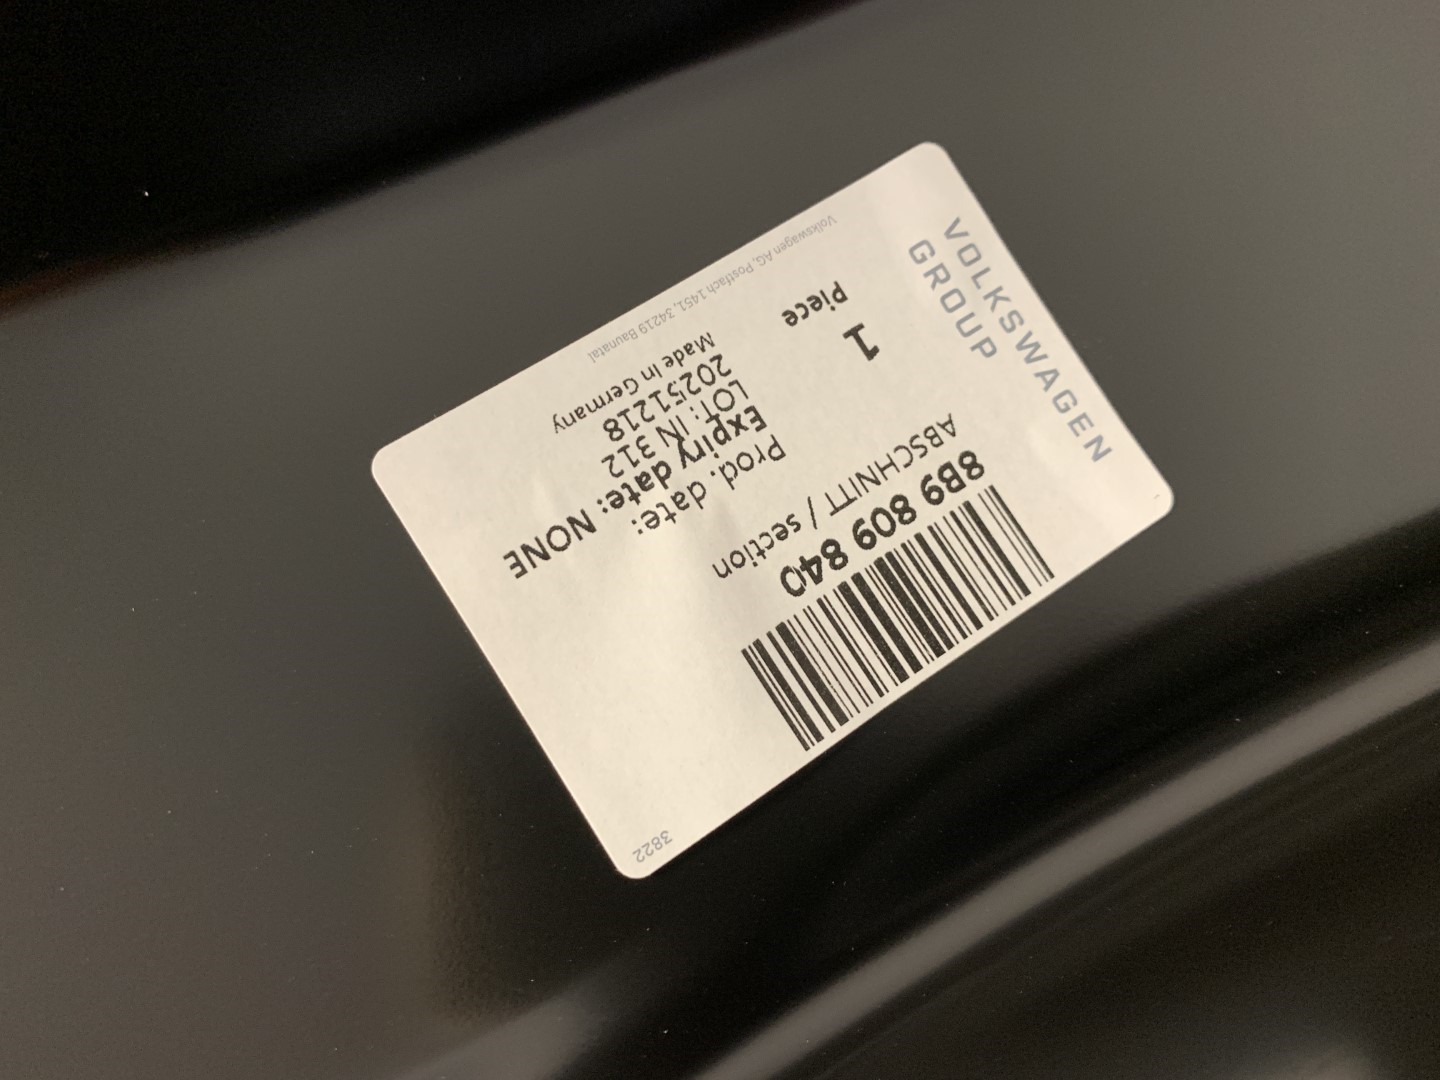 VOLKSWAGEN
GROUP
8B9 809 840
ABSCHNITT / section
1
Piece
Prod. date:
Expiry date: NONE
LOT: IN 312
20251218
Made In Germany
Volkswagen AG, Postfach 1451, 34219 Baunatal
3822